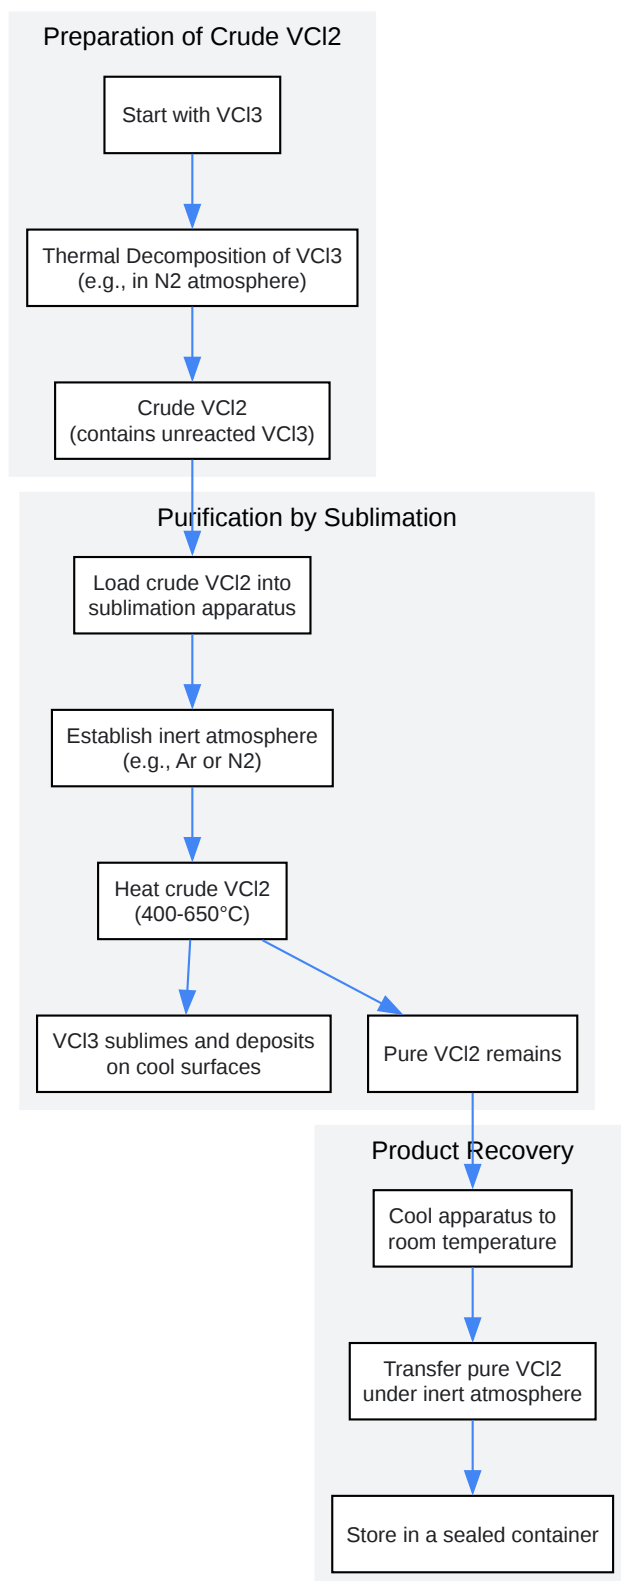 Preparation of Crude VCl2
Start with VCl3
Thermal Decomposition of VCl3
(e.g., in N2 atmosphere)
Crude VCl2
(contains unreacted VCl3)
Purification by Sublimation
Load crude VCl2 into
sublimation apparatus
Establish inert atmosphere
(e.g., Ar or N2)
Heat crude VCl2
(400-650°C)
VCl3 sublimes and deposits
on cool surfaces
Pure VCl2 remains
Product Recovery
Cool apparatus to
room temperature
Transfer pure VCl2
under inert atmosphere
Store in a sealed container